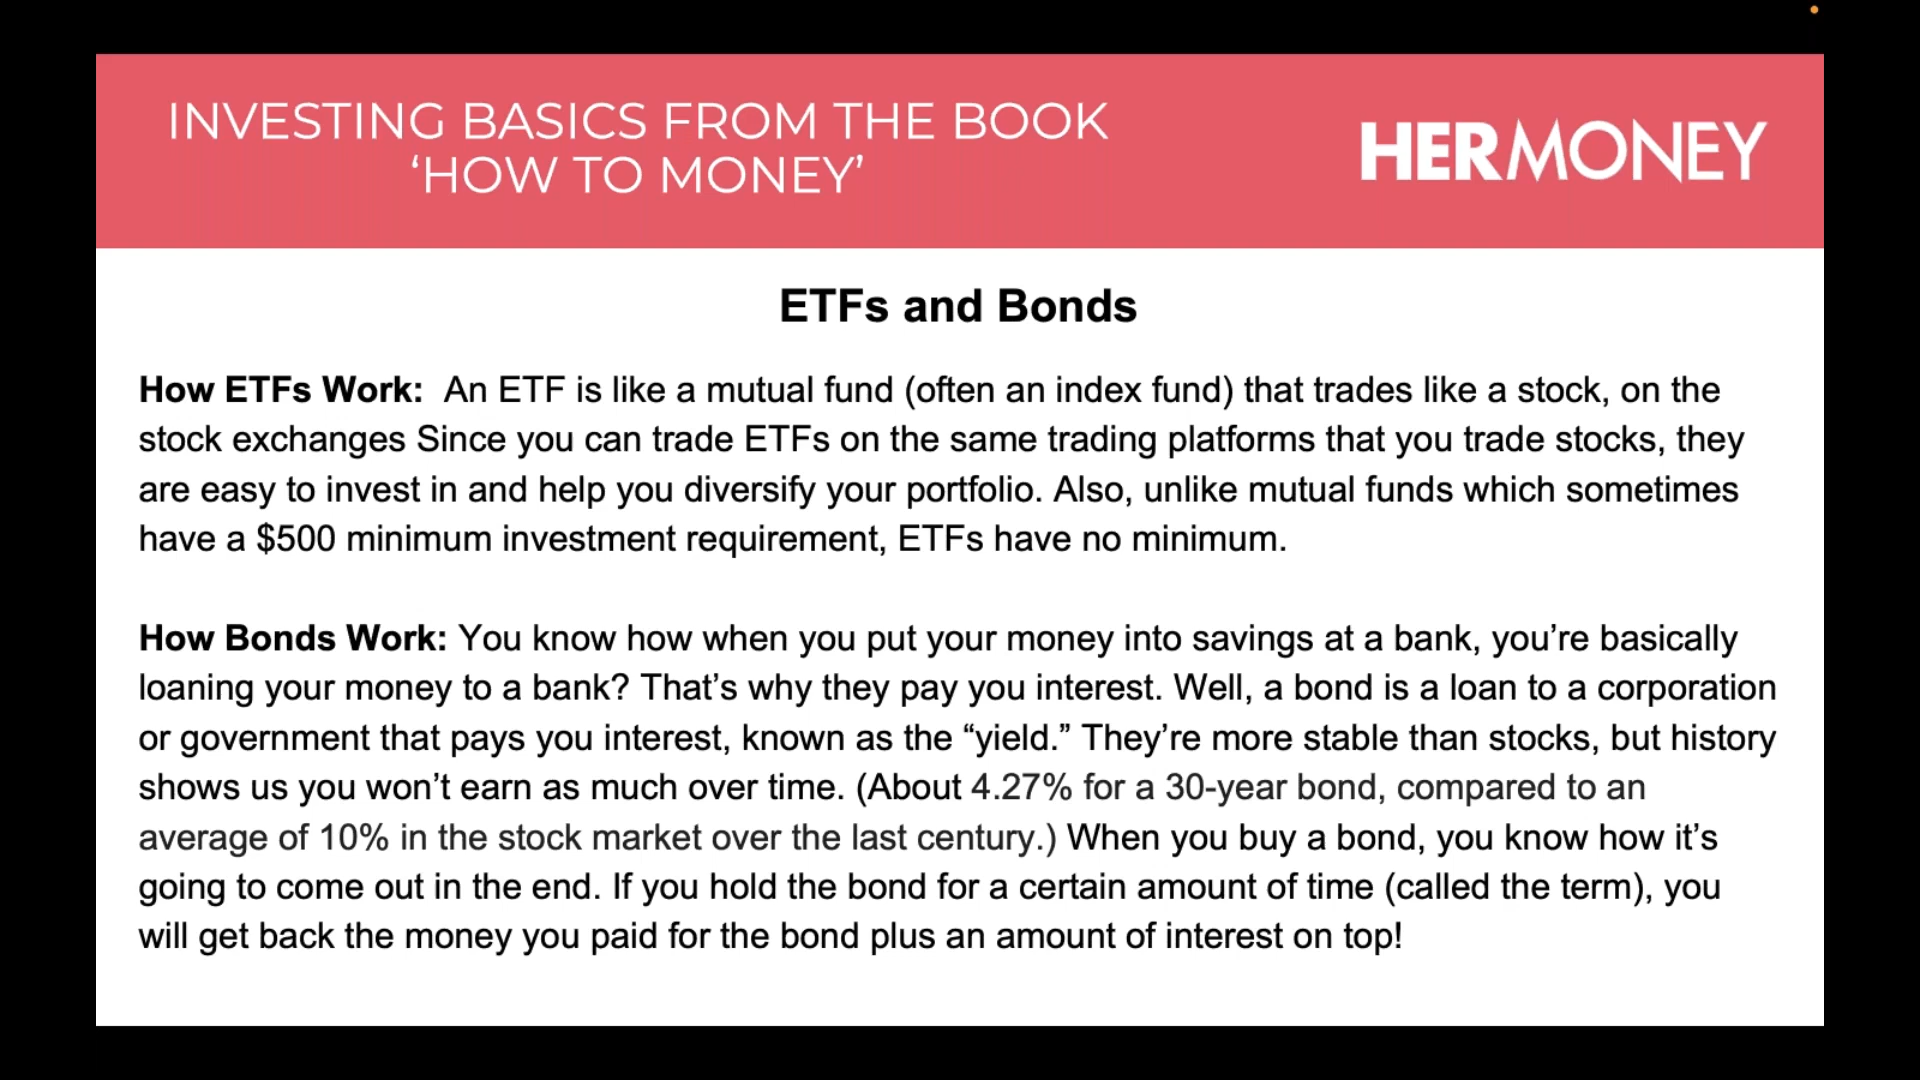 INVESTING BASICS FROM THE BOOK
‘HOW TO MONEY’
HERMONEY
ETFs and Bonds
How ETFs Work:  An ETF is like a mutual fund (often an index fund) that trades like a stock, on the
stock exchanges Since you can trade ETFs on the same trading platforms that you trade stocks, they
are easy to invest in and help you diversify your portfolio. Also, unlike mutual funds which sometimes
have a $500 minimum investment requirement, ETFs have no minimum.
How Bonds Work: You know how when you put your money into savings at a bank, you’re basically
loaning your money to a bank? That’s why they pay you interest. Well, a bond is a loan to a corporation
or government that pays you interest, known as the “yield.” They’re more stable than stocks, but history
shows us you won’t earn as much over time. (About 4.27% for a 30-year bond, compared to an
average of 10% in the stock market over the last century.) When you buy a bond, you know how it’s
going to come out in the end. If you hold the bond for a certain amount of time (called the term), you
will get back the money you paid for the bond plus an amount of interest on top!